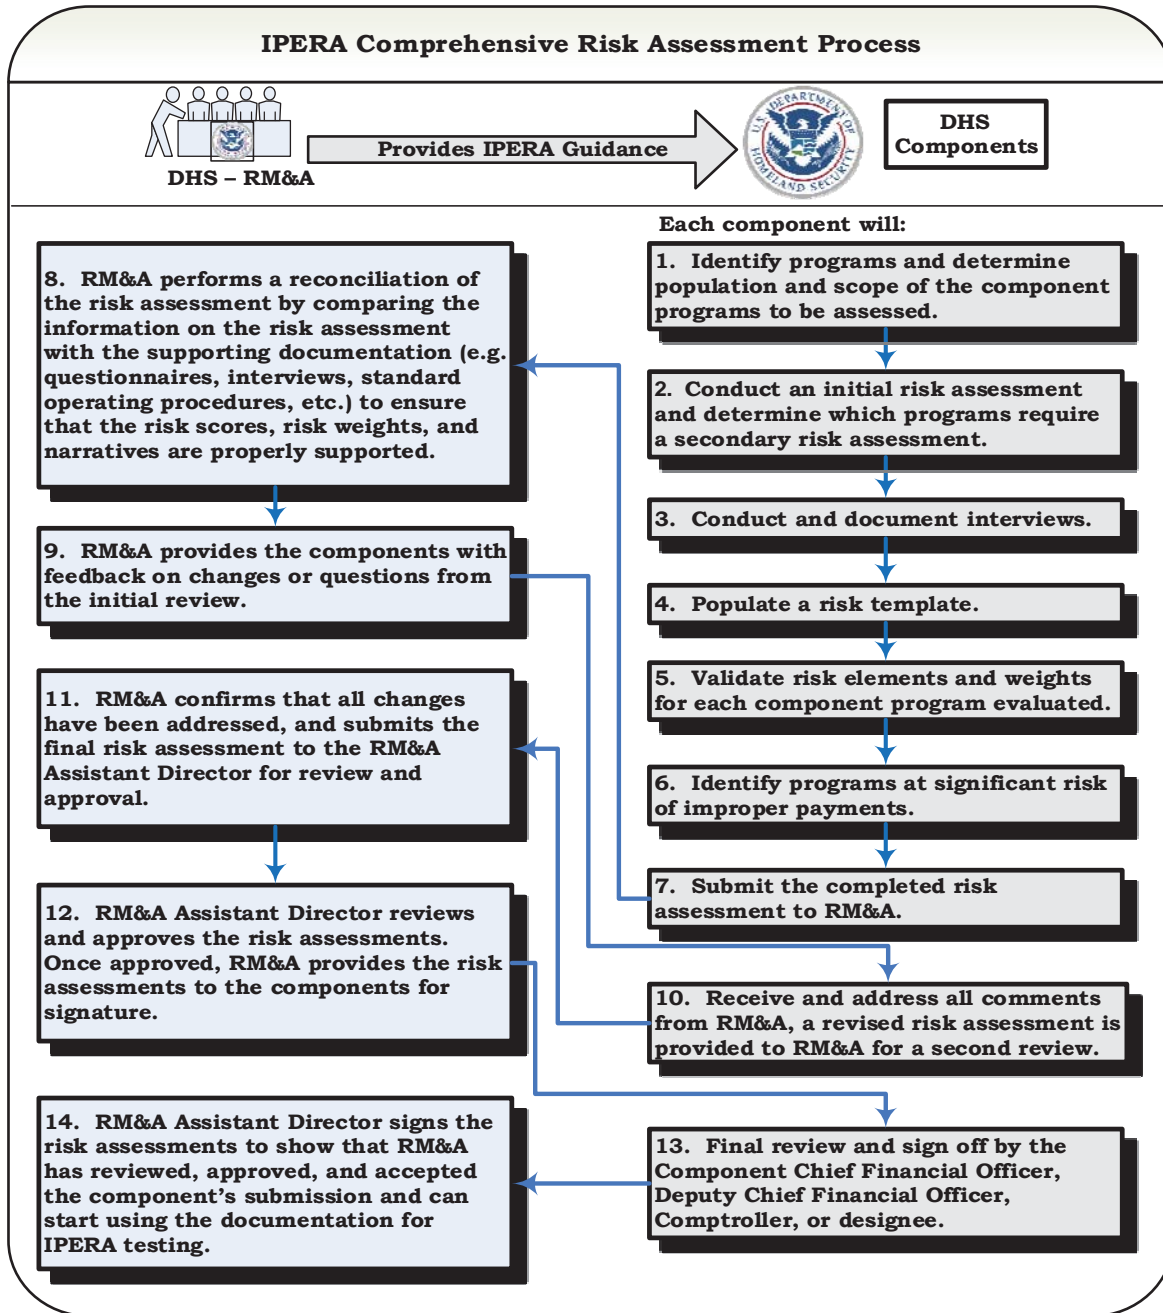 IPERA Comprehensive Risk Assessment Process
DHS – RM&A
Provides IPERA Guidance
U.S. DEPARTMENT OF
HOMELAND SECURITY
DHS
Components
Each component will:
1. Identify programs and determine
population and scope of the component
programs to be assessed.
2. Conduct an initial risk assessment
and determine which programs require
a secondary risk assessment.
3. Conduct and document interviews.
4. Populate a risk template.
5. Validate risk elements and weights
for each component program evaluated.
6. Identify programs at significant risk
of improper payments.
7. Submit the completed risk
assessment to RM&A.
8. RM&A performs a reconciliation of
the risk assessment by comparing the
information on the risk assessment
with the supporting documentation (e.g.
questionnaires, interviews, standard
operating procedures, etc.) to ensure
that the risk scores, risk weights, and
narratives are properly supported.
9. RM&A provides the components with
feedback on changes or questions from
the initial review.
10. Receive and address all comments
from RM&A, a revised risk assessment is
provided to RM&A for a second review.
11. RM&A confirms that all changes
have been addressed, and submits the
final risk assessment to the RM&A
Assistant Director for review and
approval.
12. RM&A Assistant Director reviews
and approves the risk assessments.
Once approved, RM&A provides the risk
assessments to the components for
signature.
13. Final review and sign off by the
Component Chief Financial Officer,
Deputy Chief Financial Officer,
Comptroller, or designee.
14. RM&A Assistant Director signs the
risk assessments to show that RM&A
has reviewed, approved, and accepted
the component's submission and can
start using the documentation for
IPERA testing.